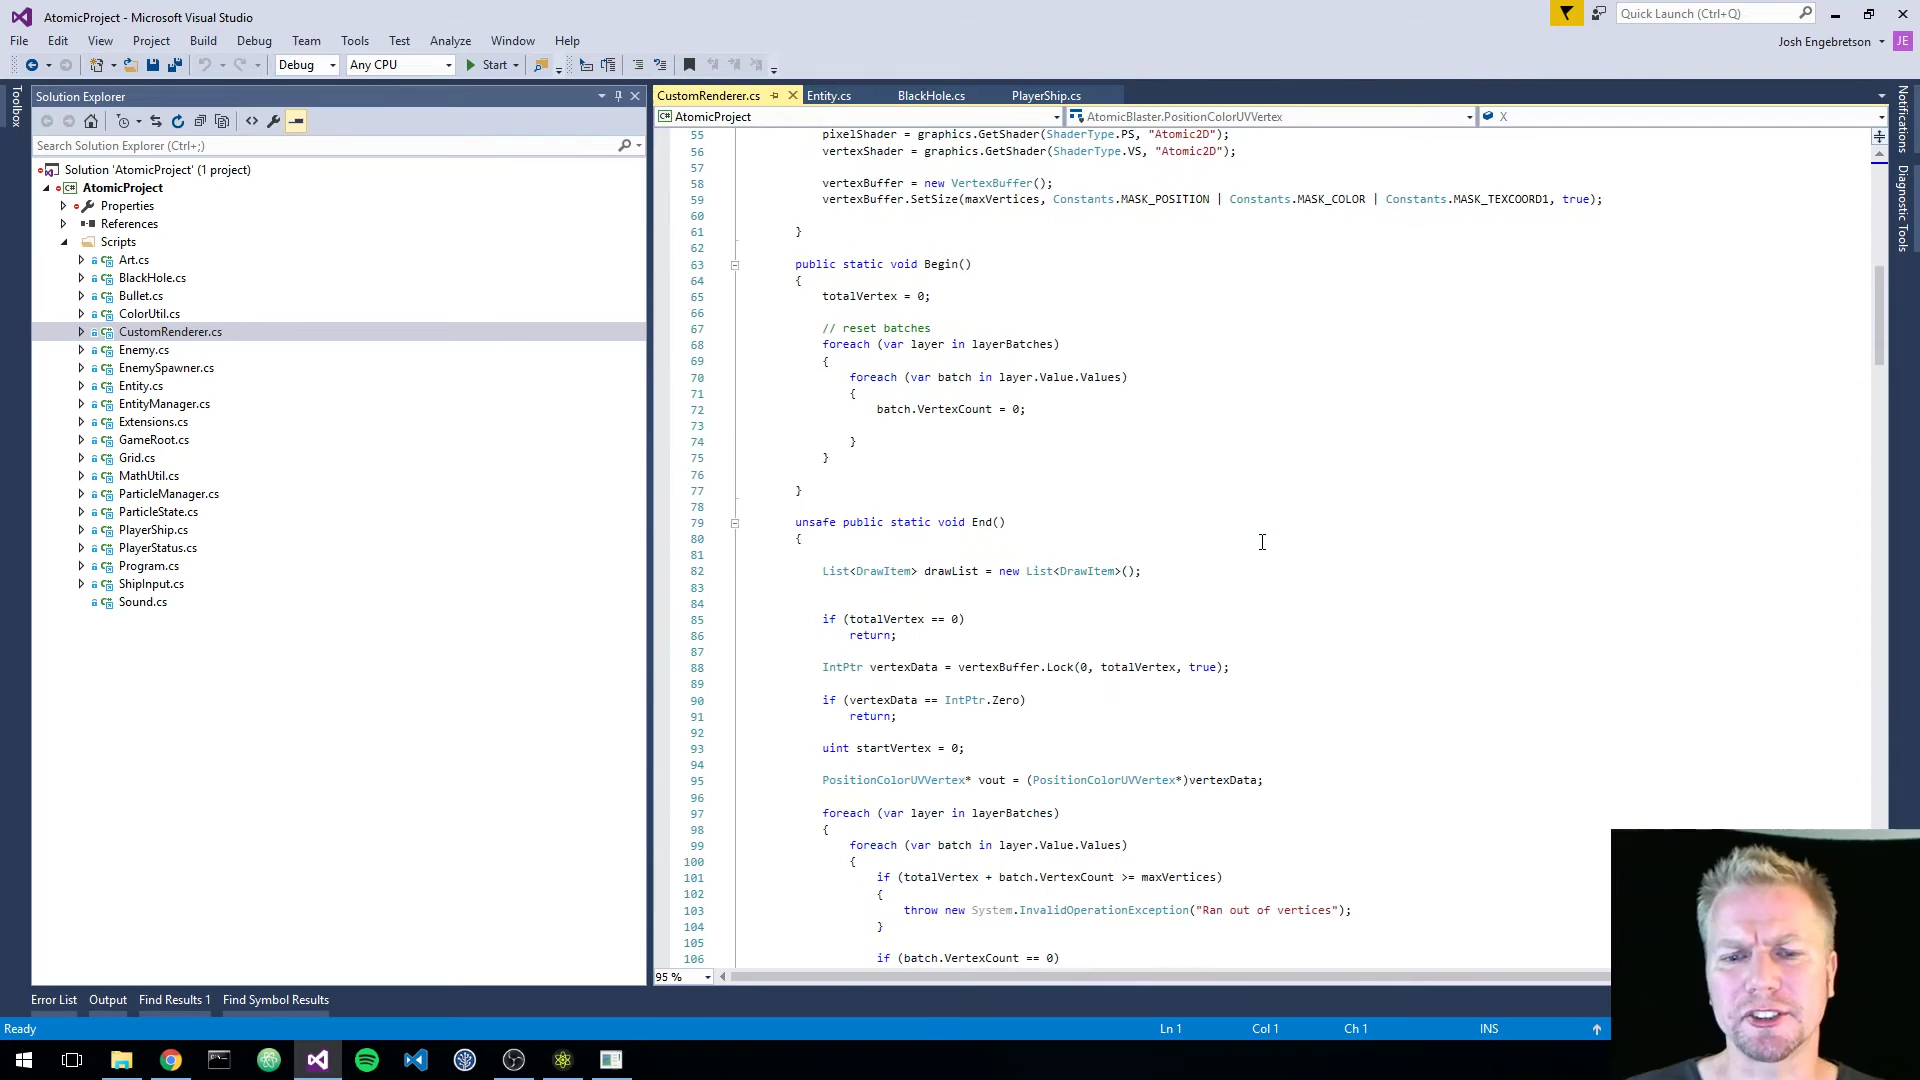 AtomicProject - Microsoft Visual Studio
Quick Launch (Ctrl+Q)
File Edit View Project Build Debug Team Tools Test Analyze Window Help
Josh Engebretson JE
Debug Any CPU Start
Toolbox
Solution Explorer
Search Solution Explorer (Ctrl+;)
Solution 'AtomicProject' (1 project)
AtomicProject
Properties
References
Scripts
Art.cs
BlackHole.cs
Bullet.cs
ColorUtil.cs
CustomRenderer.cs
Enemy.cs
EnemySpawner.cs
Entity.cs
EntityManager.cs
Extensions.cs
GameRoot.cs
Grid.cs
MathUtil.cs
ParticleManager.cs
ParticleState.cs
PlayerShip.cs
PlayerStatus.cs
Program.cs
ShipInput.cs
Sound.cs
CustomRenderer.cs Entity.cs BlackHole.cs PlayerShip.cs
AtomicProject AtomicBlaster.PositionColorUVVertex X
55 pixelShader = graphics.GetShader(ShaderType.PS, "Atomic2D");
56 vertexShader = graphics.GetShader(ShaderType.VS, "Atomic2D");
57
58 vertexBuffer = new VertexBuffer();
59 vertexBuffer.SetSize(maxVertices, Constants.MASK_POSITION | Constants.MASK_COLOR | Constants.MASK_TEXCOORD1, true);
60
61 }
62
63 public static void Begin()
64 {
65 totalVertex = 0;
66
67 // reset batches
68 foreach (var layer in layerBatches)
69 {
70 foreach (var batch in layer.Value.Values)
71 {
72 batch.VertexCount = 0;
73
74 }
75 }
76
77 }
78
79 unsafe public static void End()
80 {
81
82 List<DrawItem> drawList = new List<DrawItem>();
83
84
85 if (totalVertex == 0)
86 return;
87
88 IntPtr vertexData = vertexBuffer.Lock(0, totalVertex, true);
89
90 if (vertexData == IntPtr.Zero)
91 return;
92
93 uint startVertex = 0;
94
95 PositionColorUVVertex* vout = (PositionColorUVVertex*)vertexData;
96
97 foreach (var layer in layerBatches)
98 {
99 foreach (var batch in layer.Value.Values)
100 {
101 if (totalVertex + batch.VertexCount >= maxVertices)
102 {
103 throw new System.InvalidOperationException("Ran out of vertices");
104 }
105
106 if (batch.VertexCount == 0)
95 %
Notifications
Diagnostic Tools
Error List Output Find Results 1 Find Symbol Results
Ready Ln 1 Col 1 Ch 1 INS